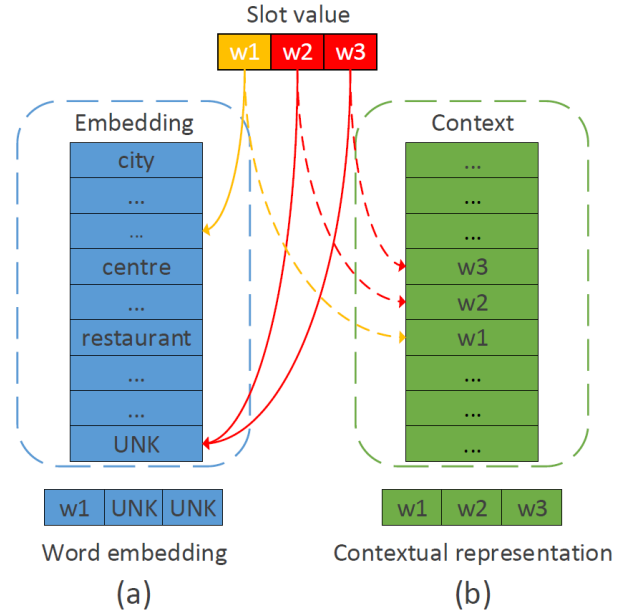 Slot value
w1 w2 w3
Embedding
city
...
...
centre
...
restaurant
...
...
UNK
w1 UNK UNK
Word embedding
(a)
Context
...
...
...
w3
w2
w1
...
...
...
w1 w2 w3
Contextual representation
(b)